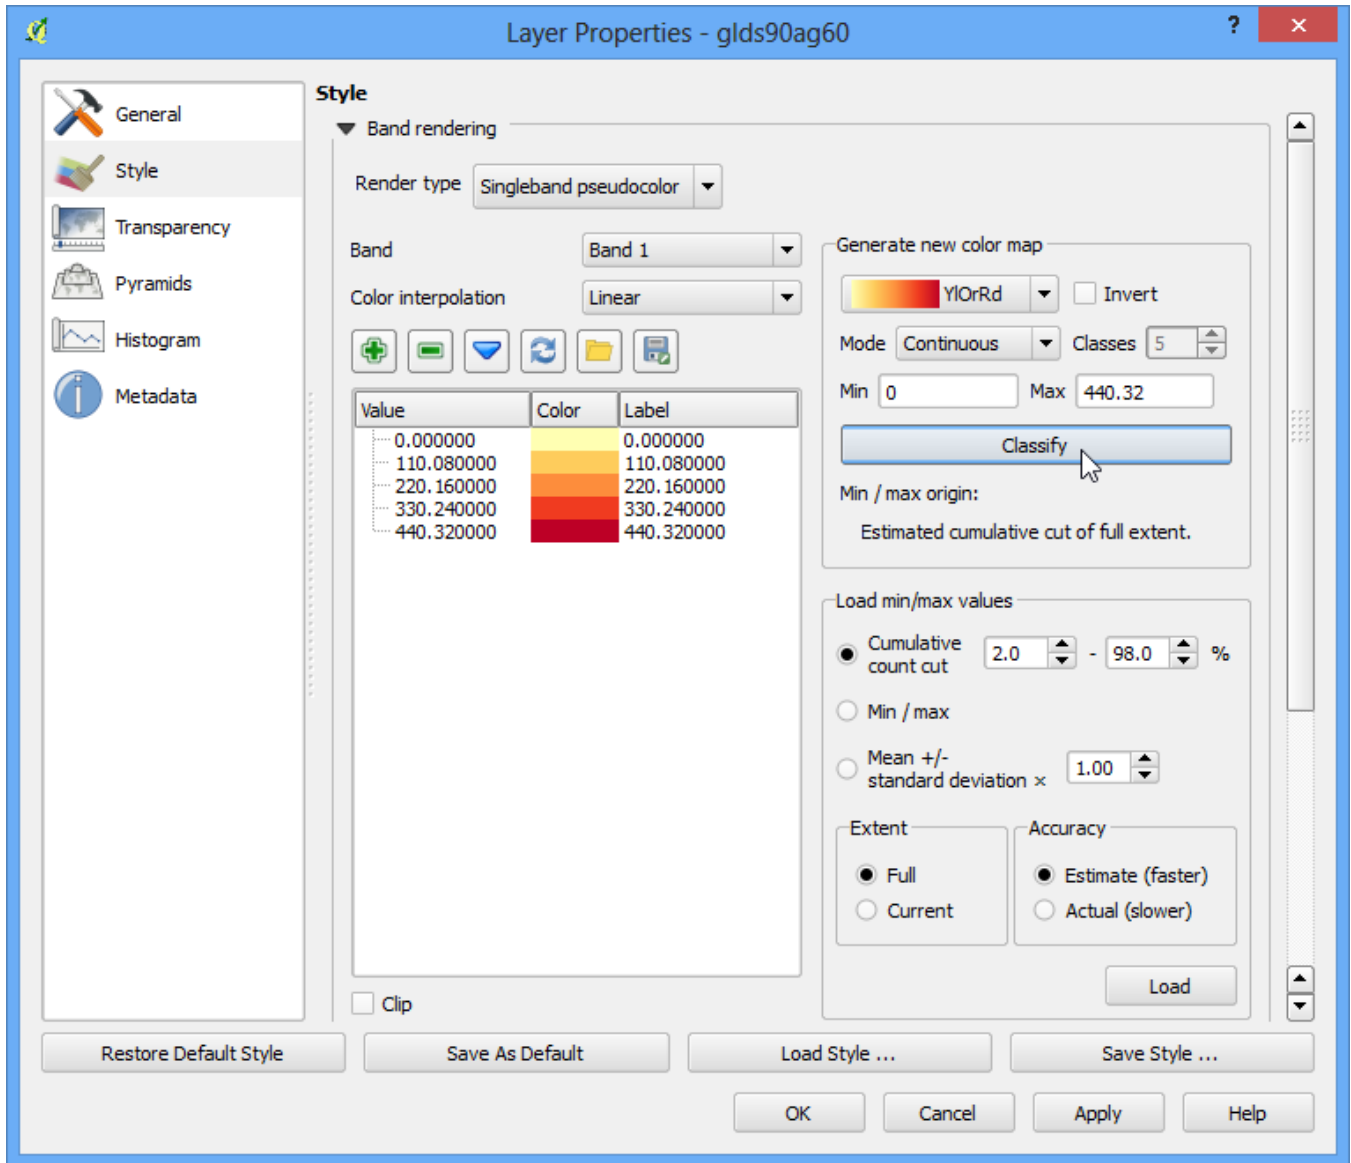 Layer Properties - glds90ag60
?
General
Style
Transparency
Pyramids
Histogram
Metadata
Style
Band rendering
Render type Singleband pseudocolor
Band Band 1
Color interpolation Linear
Value Color Label
0.000000 0.000000
110.080000 110.080000
220.160000 220.160000
330.240000 330.240000
440.320000 440.320000
Clip
Generate new color map
YlOrRd Invert
Mode Continuous Classes 5
Min 0 Max 440.32
Classify
Min / max origin:
Estimated cumulative cut of full extent.
Load min/max values
Cumulative
count cut 2.0 - 98.0 %
Min / max
Mean +/-
standard deviation × 1.00
Extent
Full
Current
Accuracy
Estimate (faster)
Actual (slower)
Load
Restore Default Style Save As Default Load Style ... Save Style ...
OK Cancel Apply Help